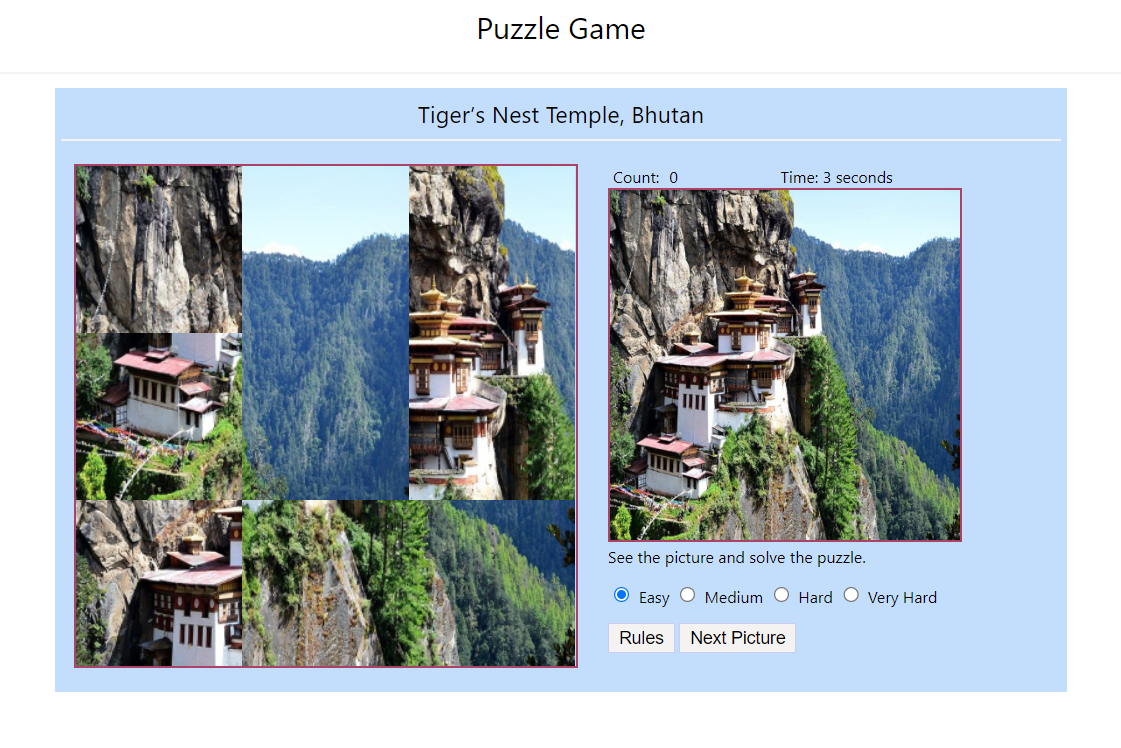 Puzzle Game
Tiger’s Nest Temple, Bhutan
Count: 0
Time: 3 seconds
See the picture and solve the puzzle.
Easy Medium Hard Very Hard
Rules Next Picture